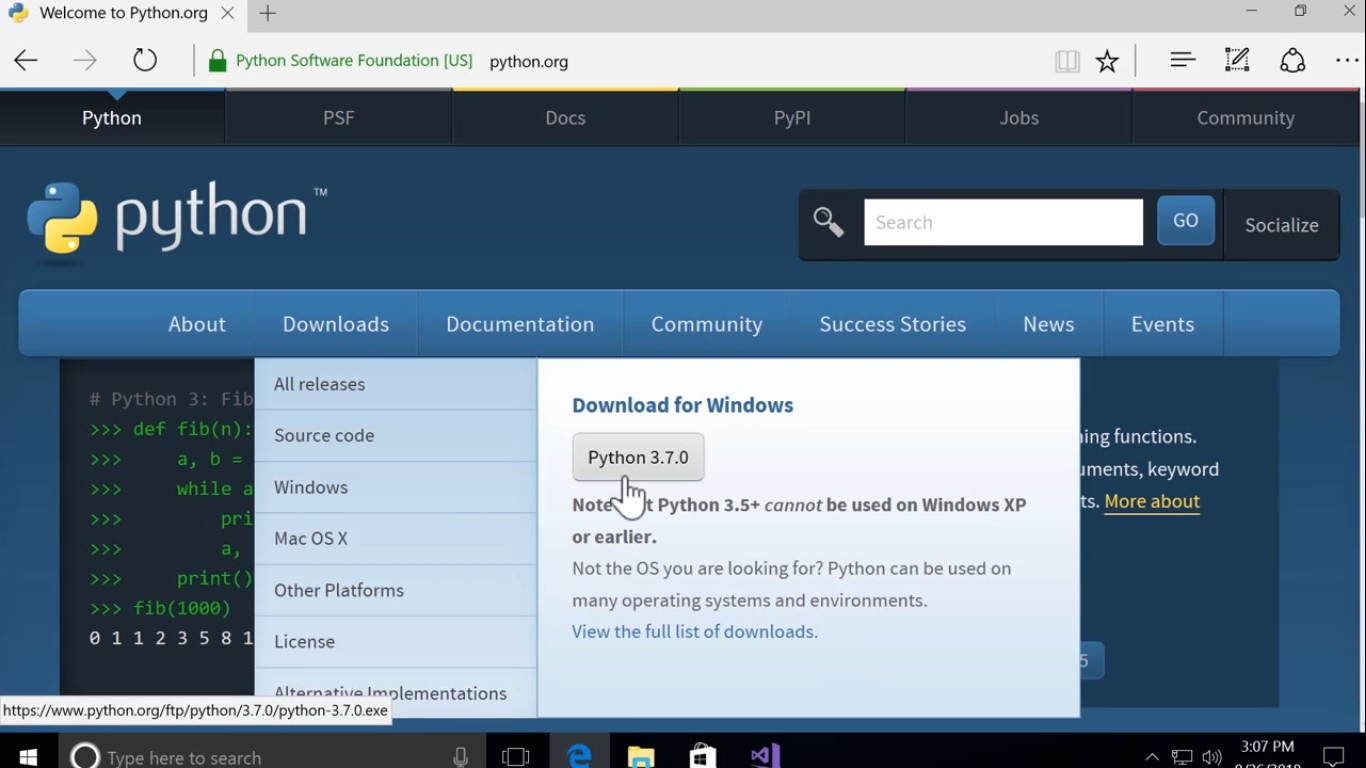 Welcome to Python.org
Python Software Foundation [US] python.org
Python PSF Docs PyPI Jobs Community
python™
Search GO Socialize
About Downloads Documentation Community Success Stories News Events
# Python 3: Fib
>>> def fib(n):
>>> a, b =
>>> while a
>>> pri
>>> a,
>>> print()
>>> fib(1000)
0 1 1 2 3 5 8 1
All releases
Source code
Windows
Mac OS X
Other Platforms
License
Alternative Implementations
Download for Windows
Python 3.7.0
Note Python 3.5+ cannot be used on Windows XP
or earlier.
Not the OS you are looking for? Python can be used on
many operating systems and environments.
View the full list of downloads.
ing functions.
uments, keyword
ts. More about
5
https://www.python.org/ftp/python/3.7.0/python-3.7.0.exe
Type here to search
3:07 PM